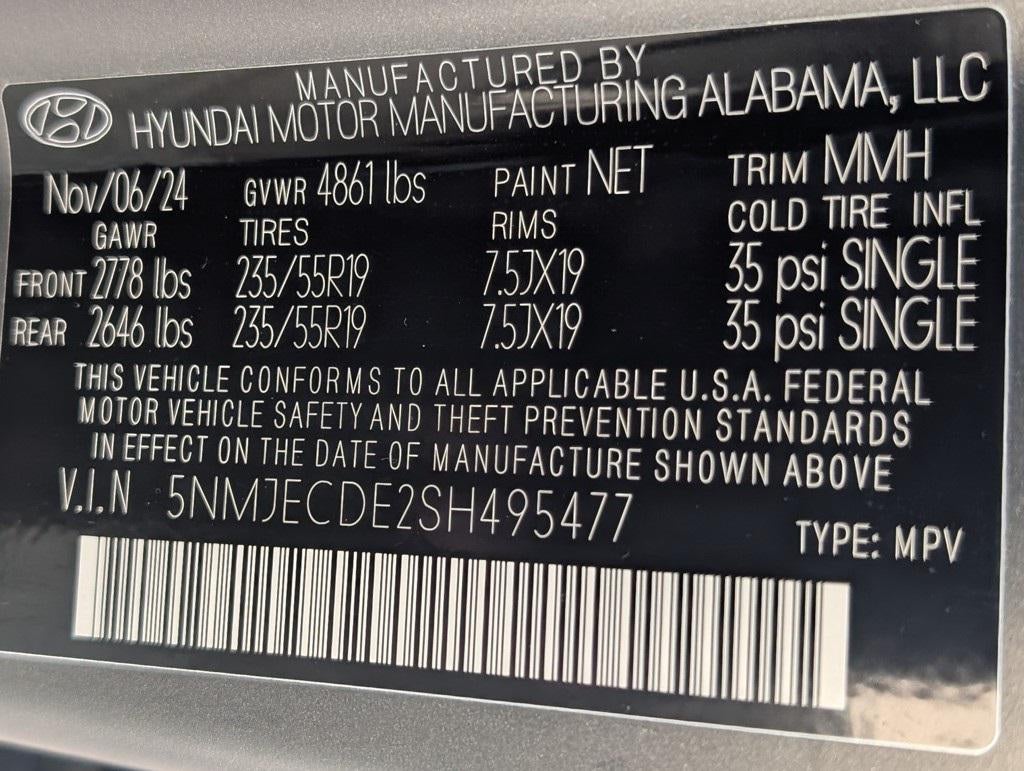 MANUFACTURED BY
HYUNDAI MOTOR MANUFACTURING ALABAMA, LLC
Nov/06/24 GVWR 4861 lbs PAINT NET TRIM MMH
GAWR TIRES RIMS COLD TIRE INFL
FRONT 2778 lbs 235/55R19 7.5JX19 35 psi SINGLE
REAR 2646 lbs 235/55R19 7.5JX19 35 psi SINGLE
THIS VEHICLE CONFORMS TO ALL APPLICABLE U.S.A. FEDERAL
MOTOR VEHICLE SAFETY AND THEFT PREVENTION STANDARDS
IN EFFECT ON THE DATE OF MANUFACTURE SHOWN ABOVE
V.I.N 5NMJECDE2SH495477
TYPE: MPV